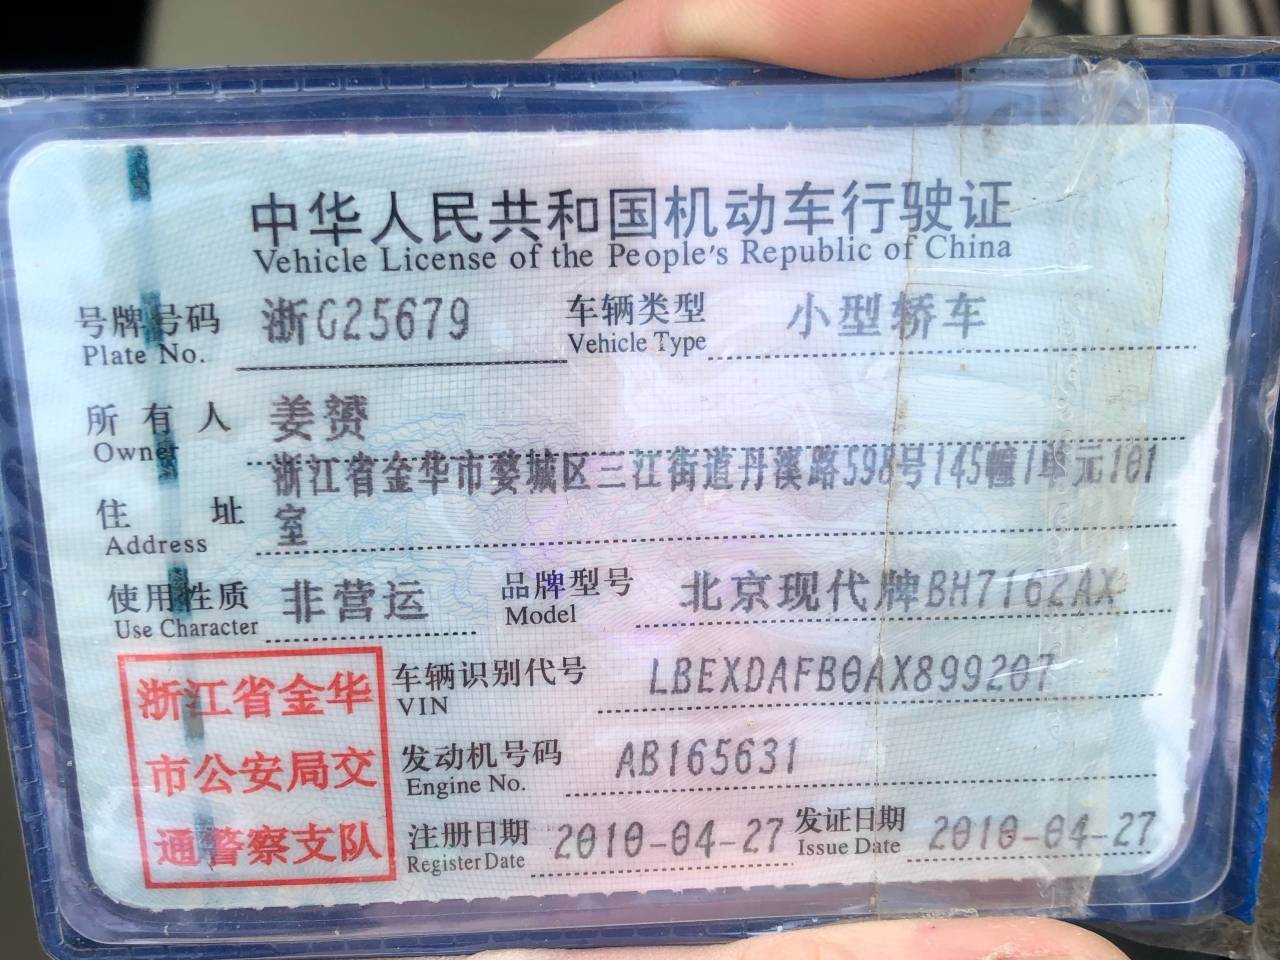 中华人民共和国机动车行驶证
Vehicle License of the People's Republic of China
号牌号码 浙G25679 车辆类型 小型轿车
Plate No. Vehicle Type
所有人 姜赟
Owner
浙江省金华市婺城区三江街道丹溪路598号145幢1单元101
住址 室
Address
使用性质 非营运 品牌型号 北京现代牌BH7162AX
Use Character Model
浙江省金华 车辆识别代号 LBEXDAFB0AX899207
VIN
市公安局交 发动机号码 AB165631
Engine No.
通警察支队 注册日期 2010-04-27 发证日期 2010-04-27
Register Date Issue Date